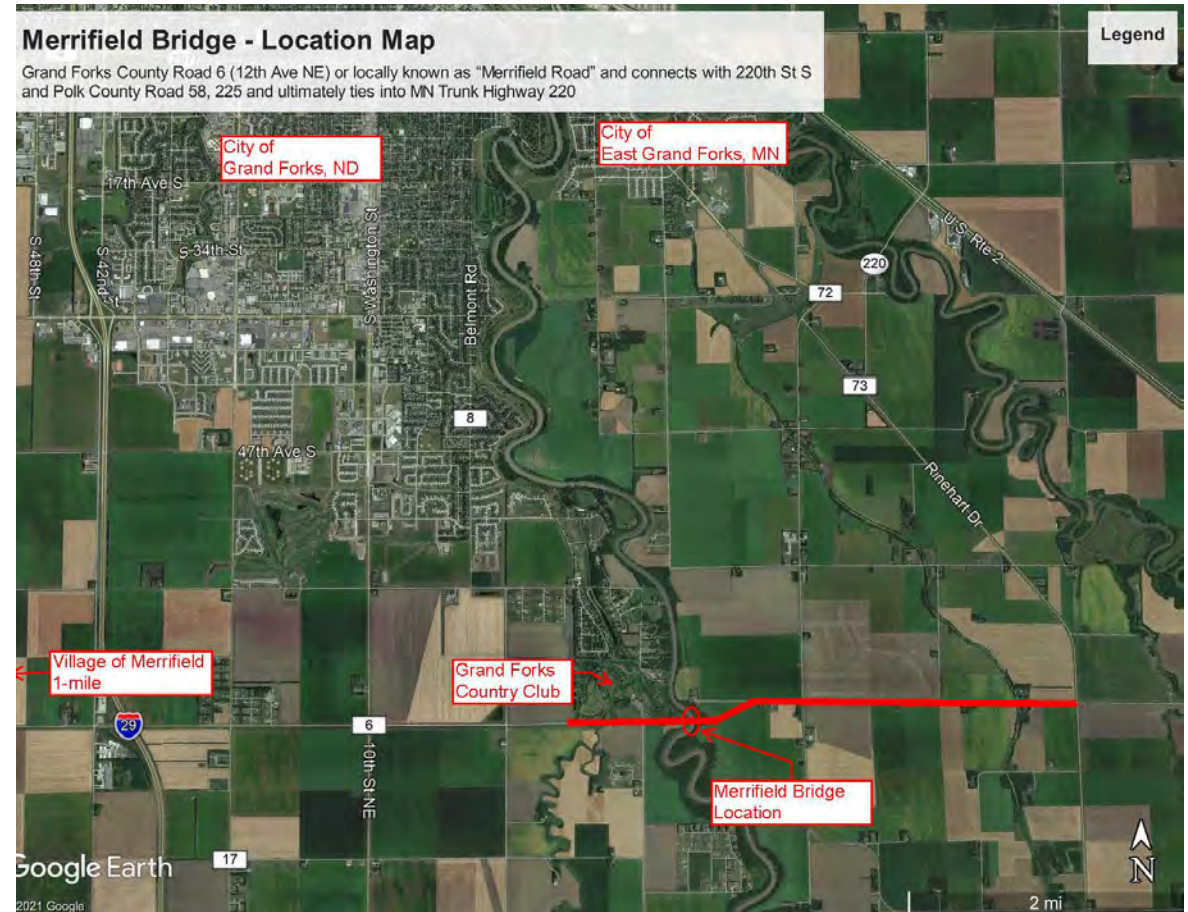 Merrifield Bridge - Location Map
Legend
Grand Forks County Road 6 (12th Ave NE) or locally known as "Merrifield Road" and connects with 220th St S
and Polk County Road 58, 225 and ultimately ties into MN Trunk Highway 220
City of
Grand Forks, ND
City of
East Grand Forks, MN
17th Ave S
S 34th St
S 48th St
S 42nd St
S Washington St
Belmont Rd
U.S. Rte 2
220
72
73
8
47th Ave S
Rinehart Dr
Village of Merrifield
1-mile
Grand Forks
Country Club
29
6
10th St NE
Merrifield Bridge
Location
17
N
Google Earth
2021 Google
2 mi